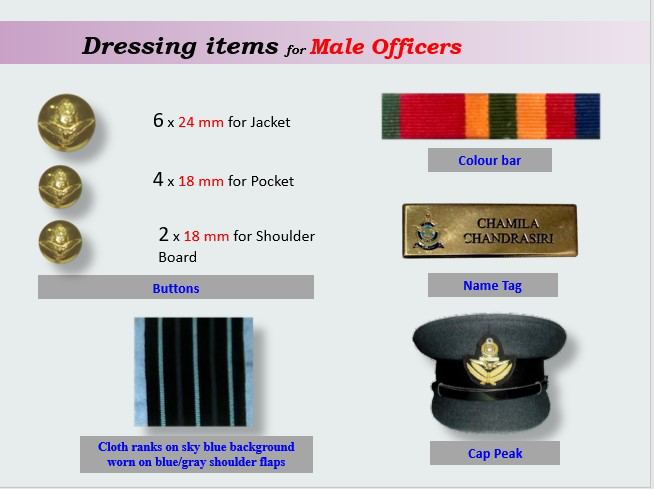 Dressing items for Male Officers
6 x 24 mm for Jacket
4 x 18 mm for Pocket
2 x 18 mm for Shoulder
Board
Buttons
Cloth ranks on sky blue background
worn on blue/gray shoulder flaps
Colour bar
CHAMILA
CHANDRASIRI
Name Tag
Cap Peak